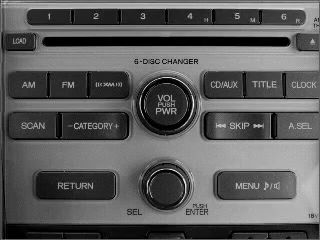 1 2 3 4 R 5 M 6 R
LOAD
6-DISC CHANGER
AM FM XM VOL PUSH PWR CD/AUX TITLE CLOCK
SCAN -CATEGORY+ SKIP A.SEL
RETURN MENU
SEL PUSH ENTER